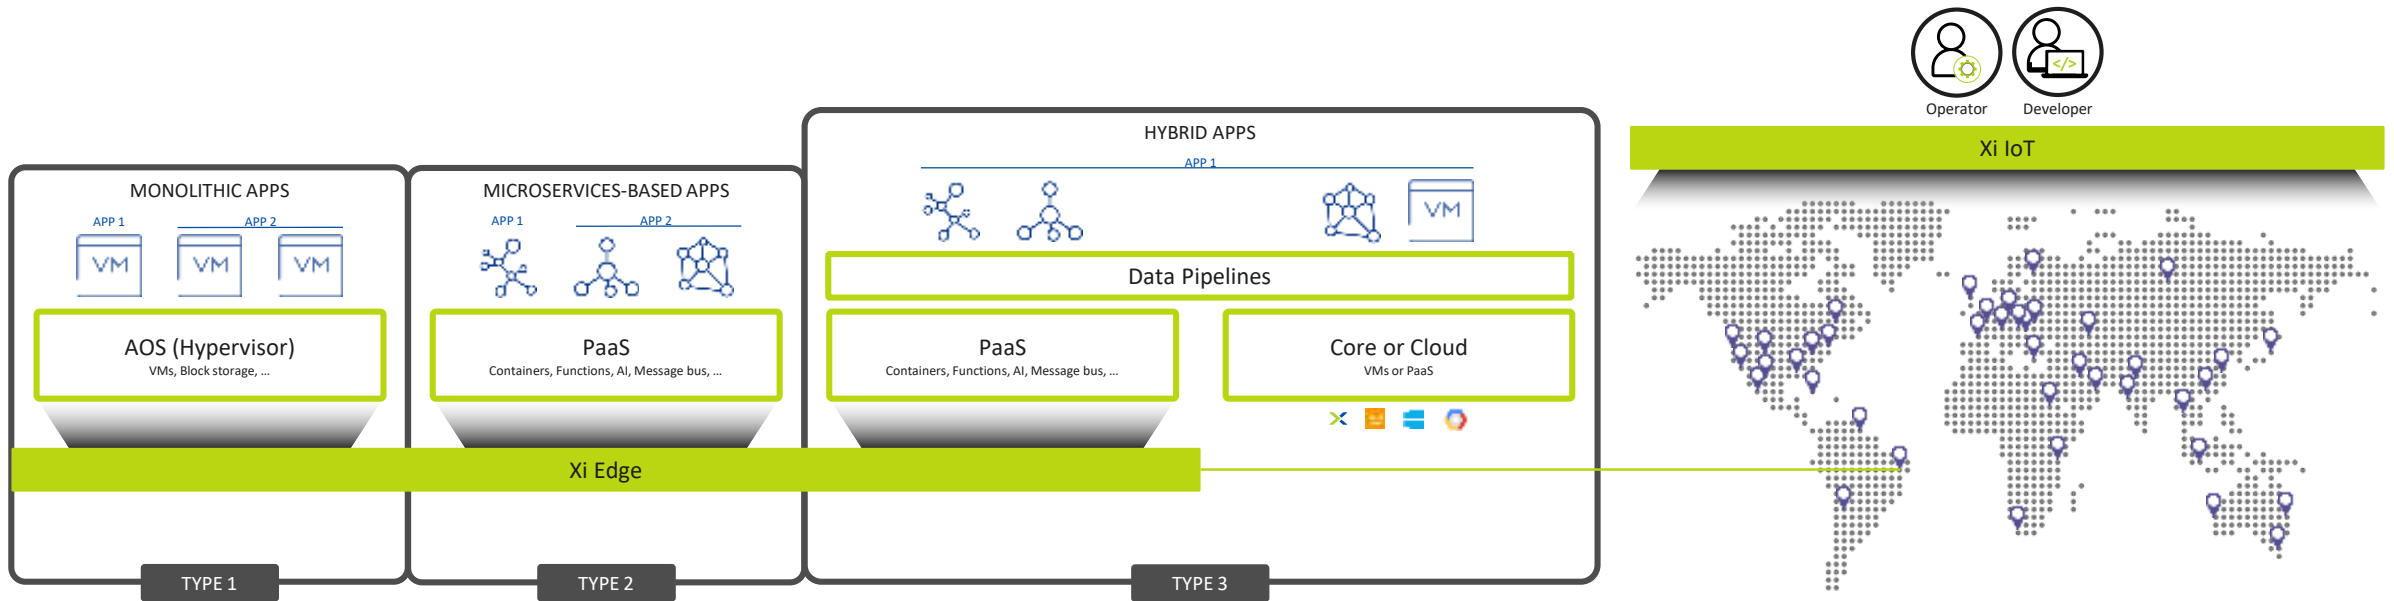 Operator
Developer
Xi IoT
HYBRID APPS
APP 1
MONOLITHIC APPS
APP 1
APP 2
VM
VM
VM
MICROSERVICES-BASED APPS
APP 1
APP 2
VM
Data Pipelines
AOS (Hypervisor)
VMs, Block storage, ...
PaaS
Containers, Functions, AI, Message bus, ...
PaaS
Containers, Functions, AI, Message bus, ...
Core or Cloud
VMs or PaaS
Xi Edge
TYPE 1
TYPE 2
TYPE 3